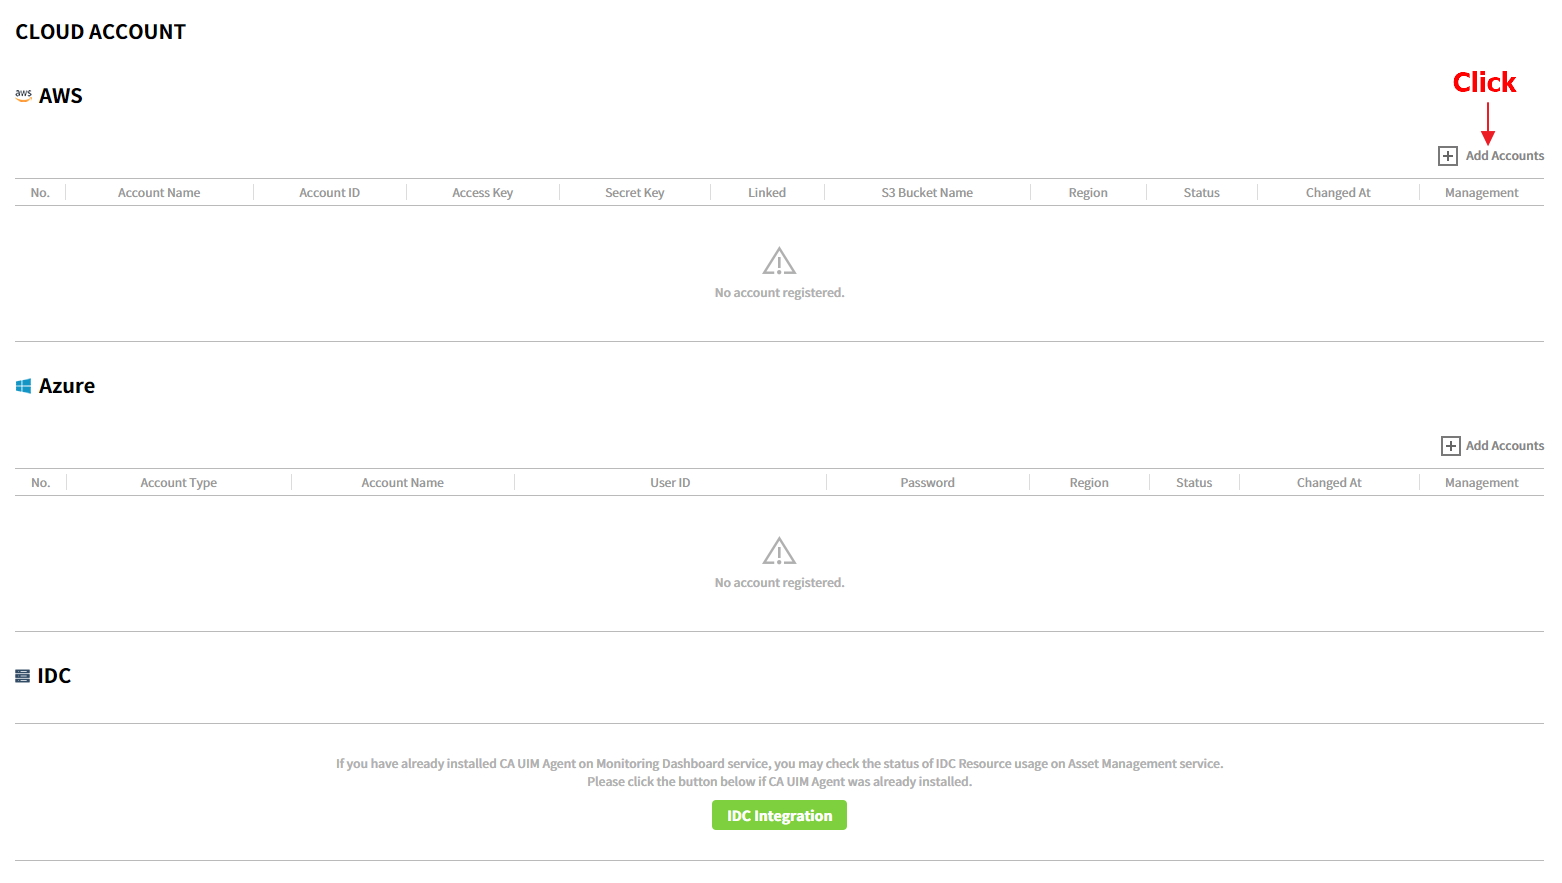 CLOUD ACCOUNT
aws AWS
Click
Add Accounts
No. Account Name Account ID Access Key Secret Key Linked S3 Bucket Name Region Status Changed At Management
No account registered.
Azure
Add Accounts
No. Account Type Account Name User ID Password Region Status Changed At Management
No account registered.
IDC
If you have already installed CA UIM Agent on Monitoring Dashboard service, you may check the status of IDC Resource usage on Asset Management service.
Please click the button below if CA UIM Agent was already installed.
IDC Integration